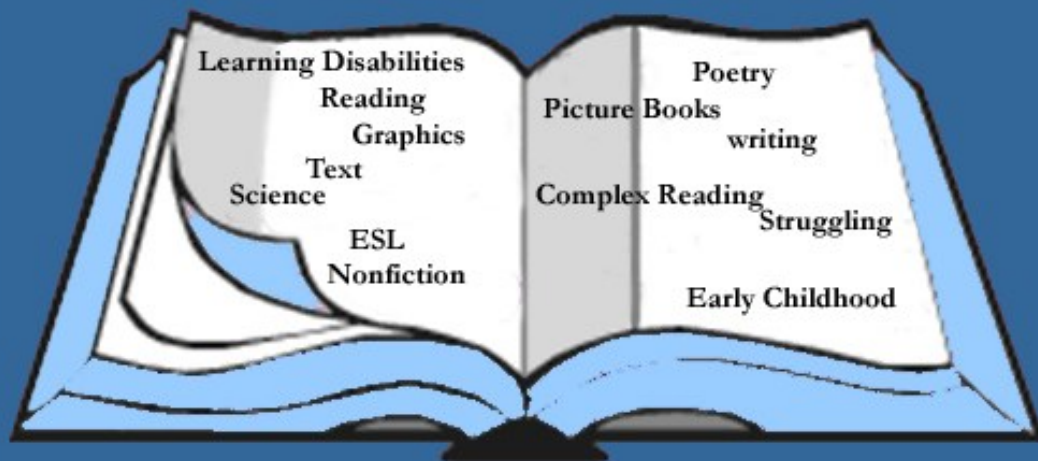 Learning Disabilities
Reading
Graphics
Text
Science
ESL
Nonfiction
Poetry
Picture Books
writing
Complex Reading
Struggling
Early Childhood